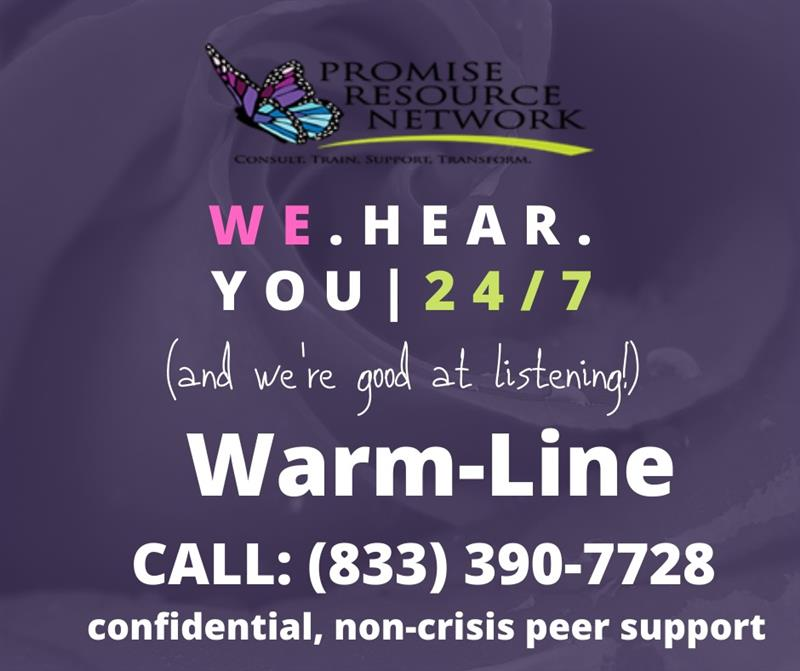 PROMISE
RESOURCE
NETWORK
CONSULT. TRAIN. SUPPORT. TRANSFORM.
WE.HEAR.
YOU|24/7
(and we're good at listening!)
Warm-Line
CALL: (833) 390-7728
confidential, non-crisis peer support